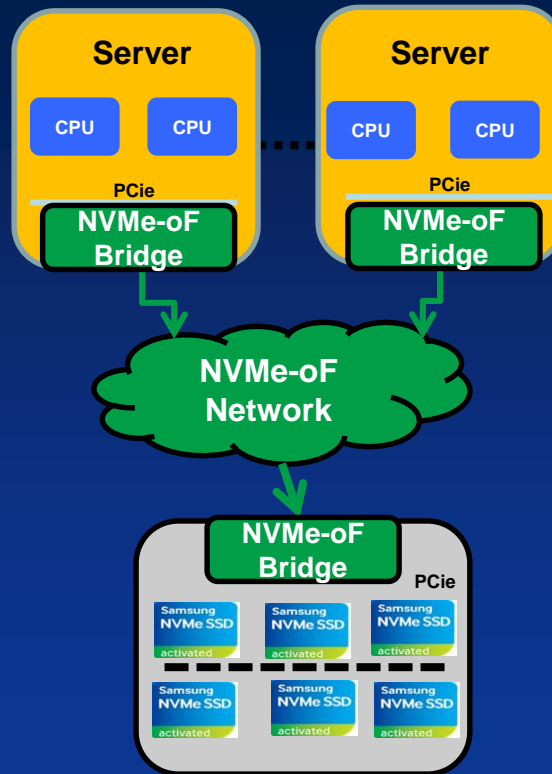 Server
Server
CPU
CPU
CPU
CPU
PCie
PCie
NVMe-oF
Bridge
NVMe-oF
Bridge
NVMe-oF
Network
NVMe-oF
Bridge
PCie
Samsung
NVMe SSD
activated
Samsung
NVMe SSD
activated
Samsung
NVMe SSD
activated
Samsung
NVMe SSD
activated
Samsung
NVMe SSD
activated
Samsung
NVMe SSD
activated